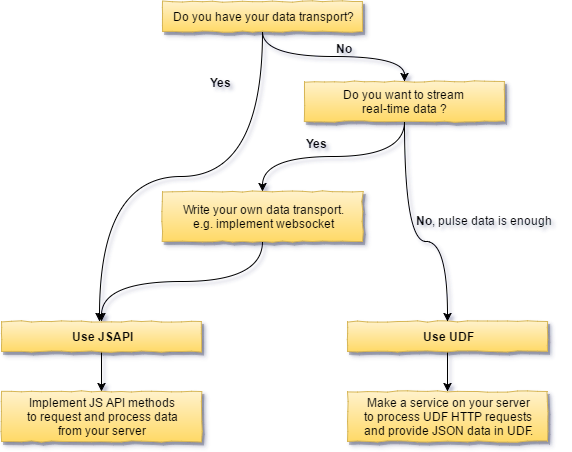 Do you have your data transport?
No
Yes
Do you want to stream
real-time data ?
Yes
Write your own data transport.
e.g. implement websocket
No, pulse data is enough
Use JSAPI
Use UDF
Implement JS API methods
to request and process data
from your server
Make a service on your server
to process UDF HTTP requests
and provide JSON data in UDF.